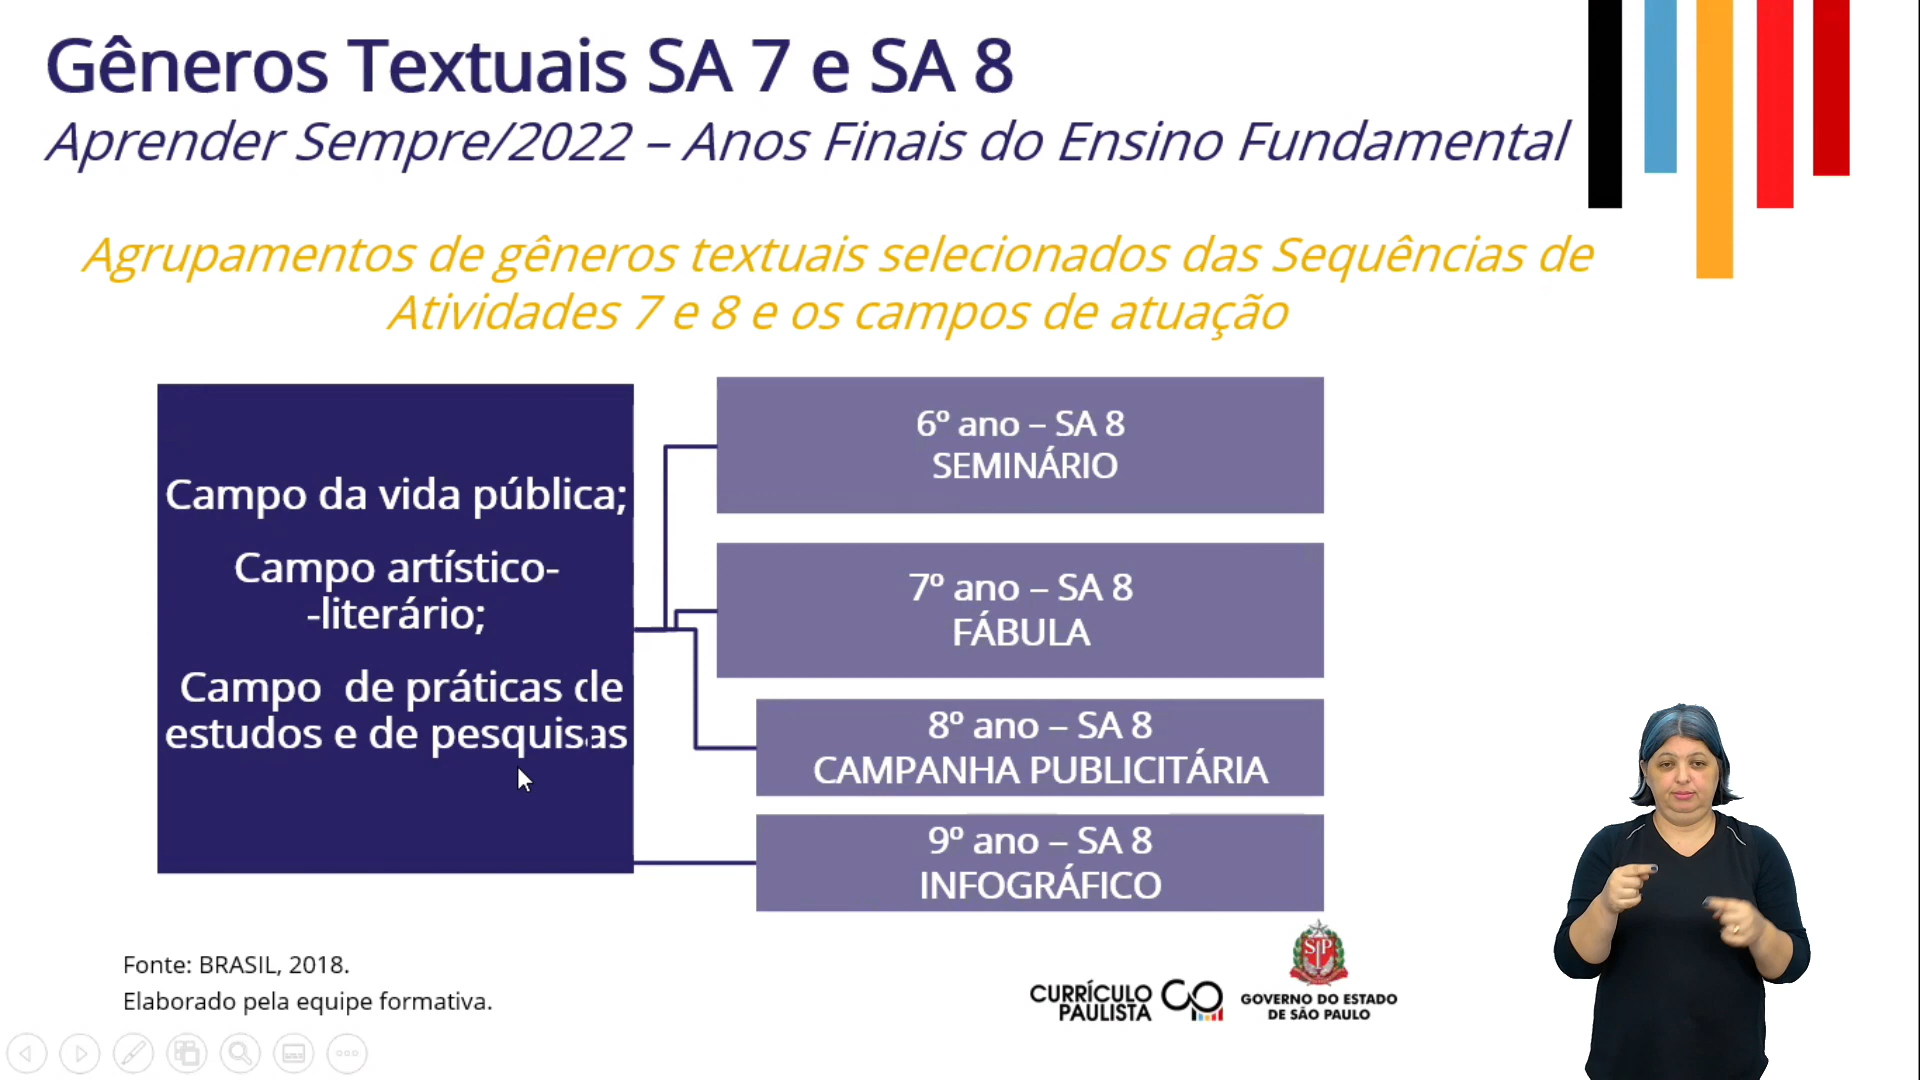 Gêneros Textuais SA 7 e SA 8
Aprender Sempre/2022 – Anos Finais do Ensino Fundamental
Agrupamentos de gêneros textuais selecionados das Sequências de
Atividades 7 e 8 e os campos de atuação
Campo da vida pública;
Campo artístico-
-literário;
Campo de práticas de
estudos e de pesquisas
6º ano – SA 8
SEMINÁRIO
7º ano – SA 8
FÁBULA
8º ano – SA 8
CAMPANHA PUBLICITÁRIA
9º ano – SA 8
INFOGRÁFICO
Fonte: BRASIL, 2018.
Elaborado pela equipe formativa.
CURRÍCULO
PAULISTA
SP
GOVERNO DO ESTADO
DE SÃO PAULO